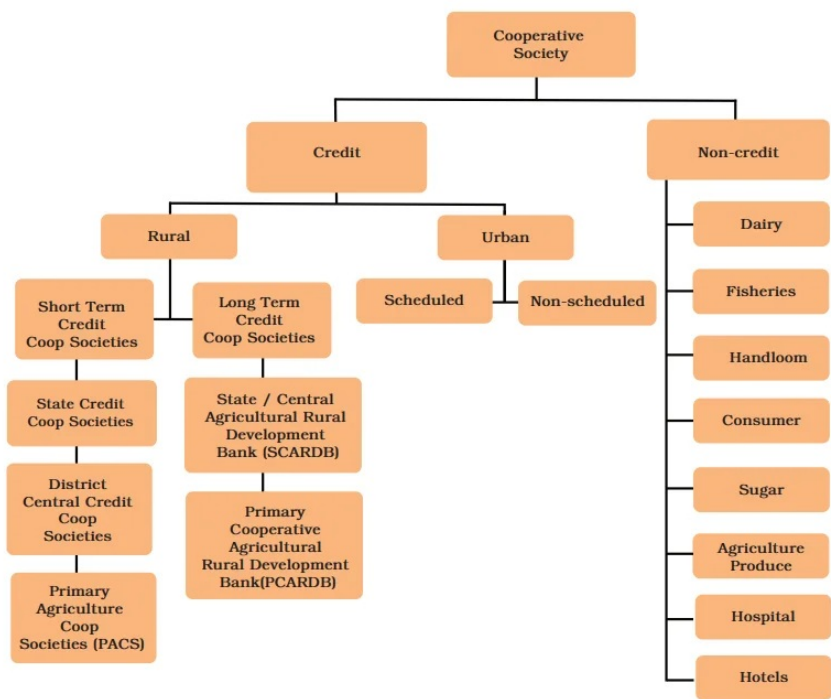 Cooperative
Society
Credit
Non-credit
Rural
Urban
Short Term
Credit
Coop Societies
Long Term
Credit
Coop Societies
Scheduled
Non-scheduled
State Credit
Coop Societies
State / Central
Agricultural Rural
Development
Bank (SCARDB)
District
Central Credit
Coop
Societies
Primary
Cooperative
Agricultural
Rural Development
Bank(PCARDB)
Primary
Agriculture
Coop
Societies (PACS)
Dairy
Fisheries
Handloom
Consumer
Sugar
Agriculture
Produce
Hospital
Hotels